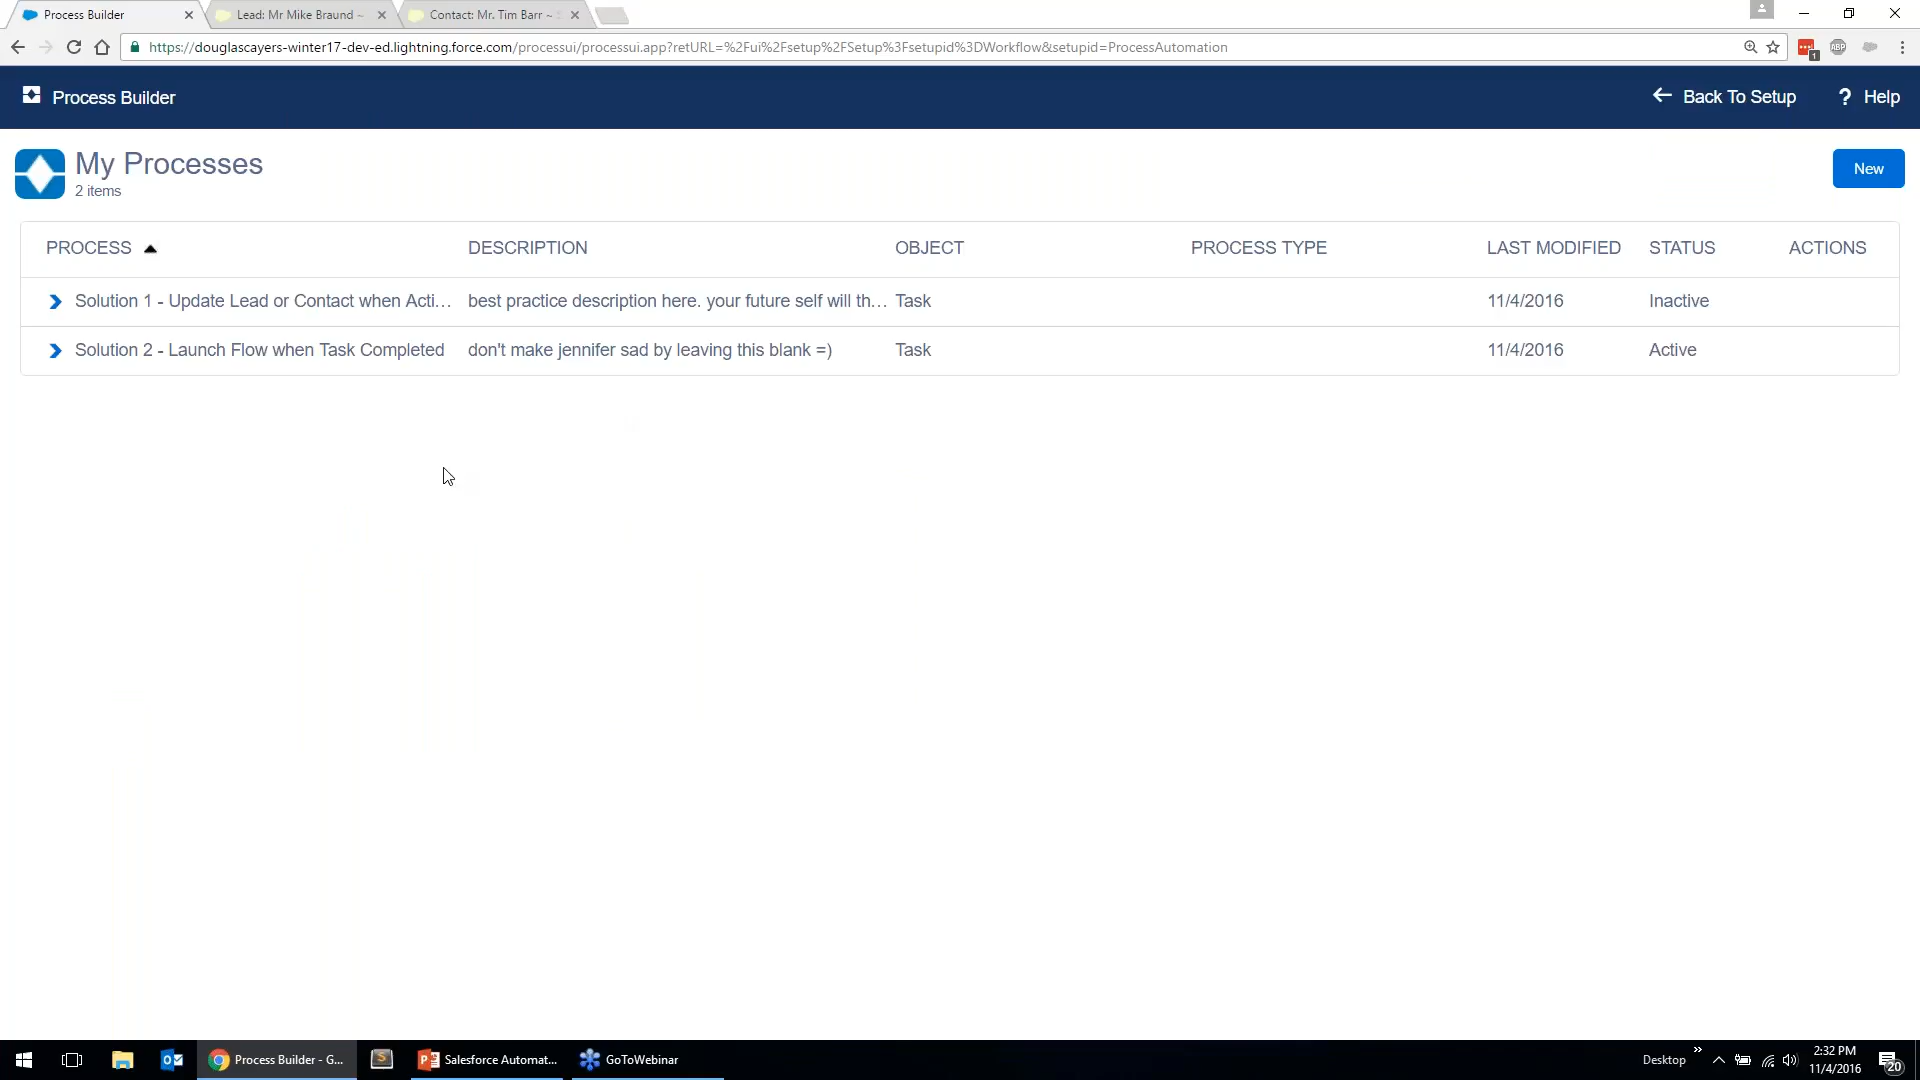 Process Builder
Lead: Mr Mike Braund ~
Contact: Mr. Tim Barr ~
https://douglascayers-winter17-dev-ed.lightning.force.com/processui/processui.app?retURL=%2Fui%2Fsetup%2FSetup%3Fsetupid%3DWorkflow&setupid=ProcessAutomation
1
ABP
Process Builder
Back To Setup
? Help
My Processes
2 items
New
PROCESS DESCRIPTION OBJECT PROCESS TYPE LAST MODIFIED STATUS ACTIONS
Solution 1 - Update Lead or Contact when Acti... best practice description here. your future self will th... Task 11/4/2016 Inactive
Solution 2 - Launch Flow when Task Completed don't make jennifer sad by leaving this blank =) Task 11/4/2016 Active
Process Builder - G...
Salesforce Automat...
GoToWebinar
Desktop
2:32 PM
11/4/2016
20